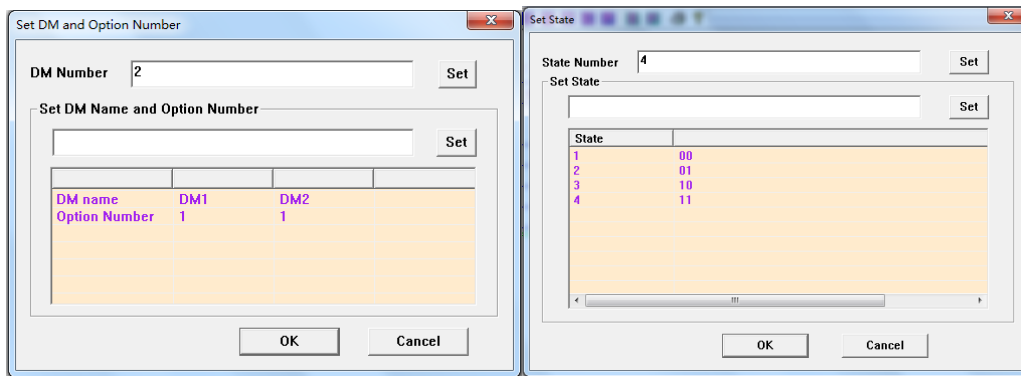 Set DM and Option Number
DM Number 2 Set
Set DM Name and Option Number
Set
DM name DM1 DM2
Option Number 1 1
OK Cancel
Set State
State Number 4 Set
Set State
Set
State
1 00
2 01
3 10
4 11
OK Cancel